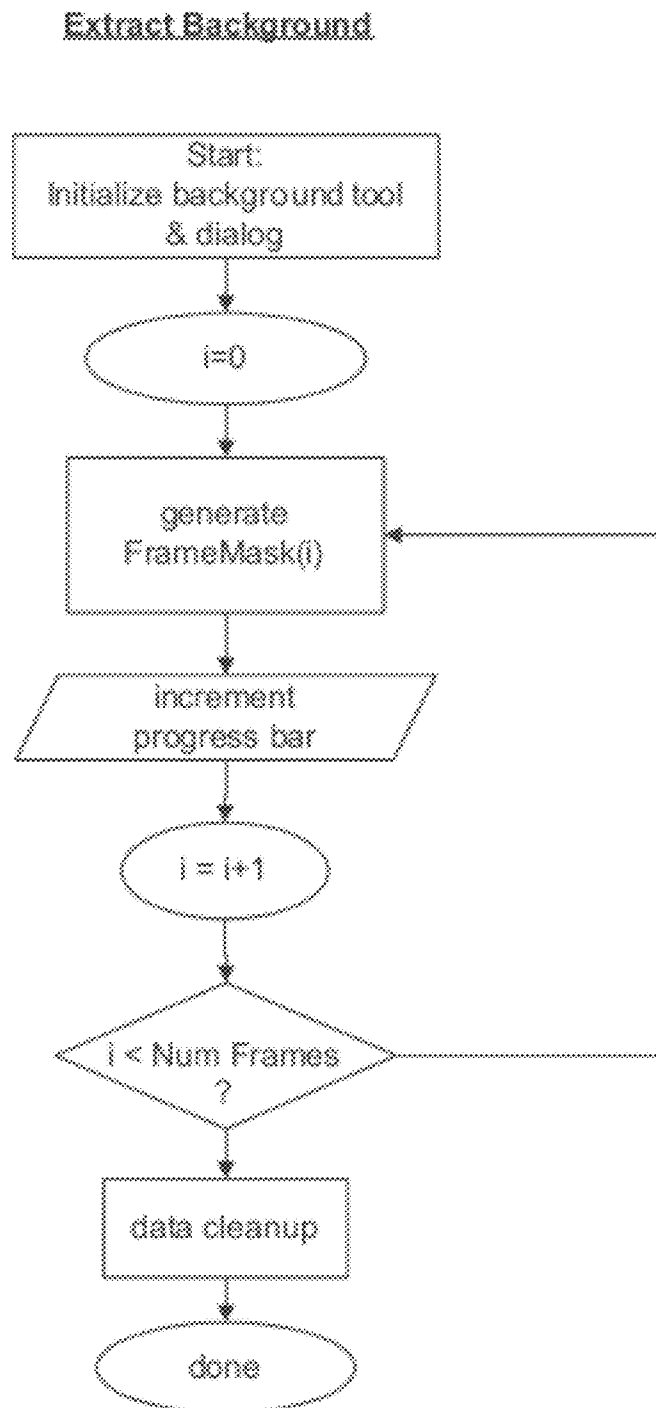 Extract Background
Start:
Initialize background tool
& dialog
i=0
generate
FrameMask(i)
increment
progress bar
i = i+1
i < Num Frames
?
data cleanup
done